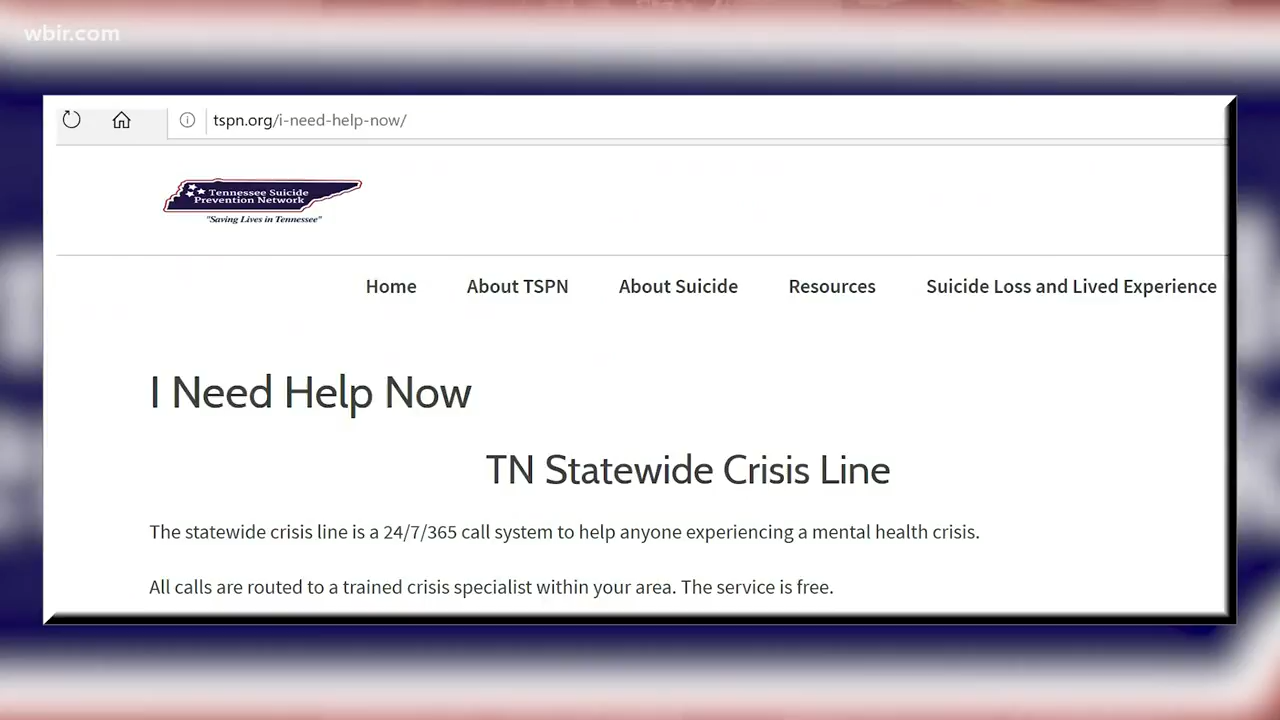 wbir.com
tspn.org/i-need-help-now/
Tennessee Suicide
Prevention Network
"Saving Lives in Tennessee"
Home About TSPN About Suicide Resources Suicide Loss and Lived Experience
I Need Help Now
TN Statewide Crisis Line
The statewide crisis line is a 24/7/365 call system to help anyone experiencing a mental health crisis.
All calls are routed to a trained crisis specialist within your area. The service is free.